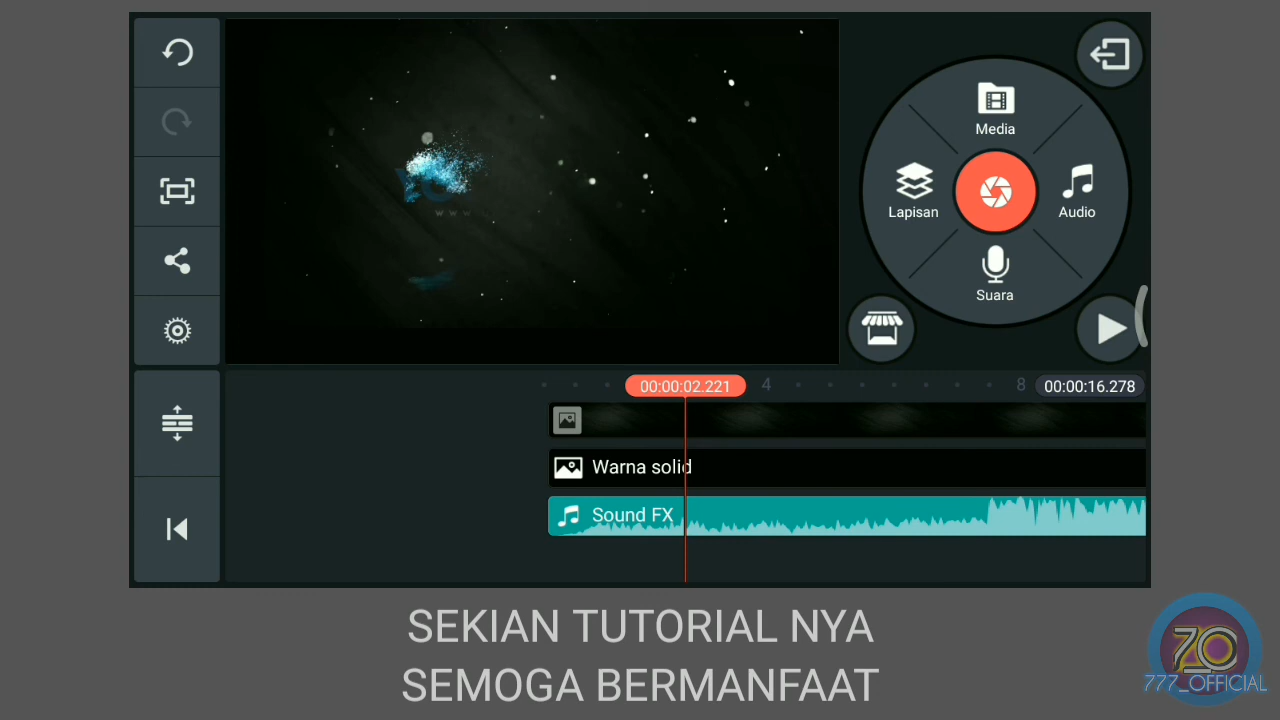 Media
Lapisan
Audio
Suara
00:00:02.221
4
8
00:00:16.278
Warna solid
Sound FX
SEKIAN TUTORIAL NYA
SEMOGA BERMANFAAT
777_OFFICIAL